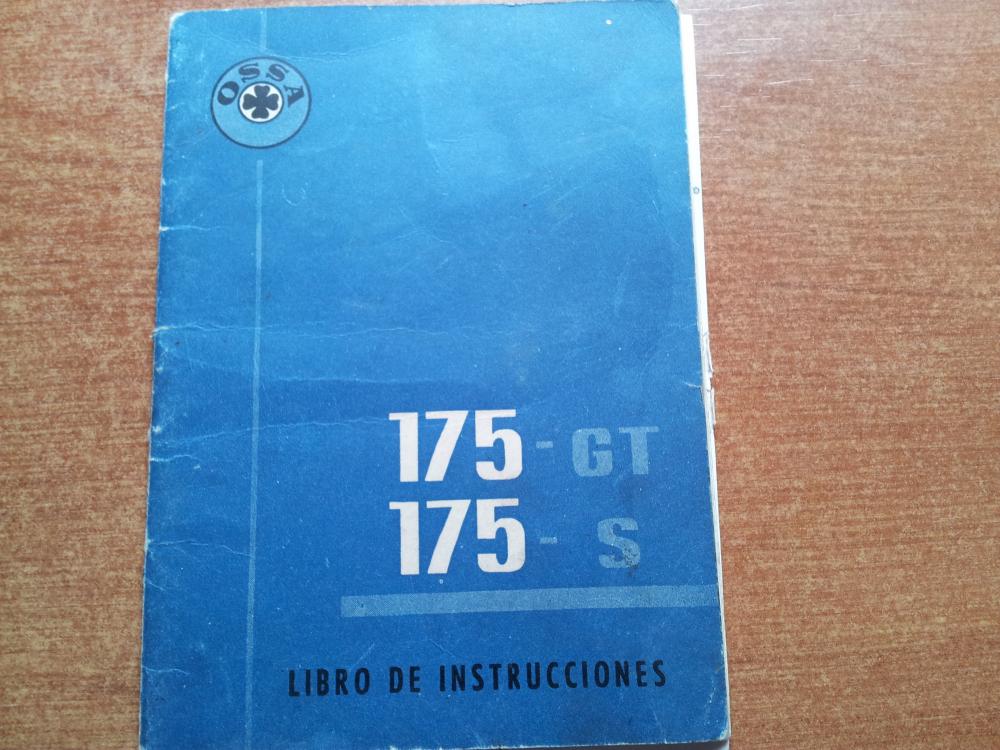 OSSA
175-GT
175- S
LIBRO DE INSTRUCCIONES